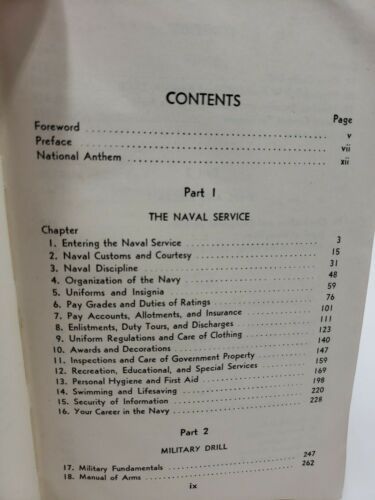 CONTENTS
Page
Foreword .......... v
Preface .......... vii
National Anthem .......... xii
Part 1
THE NAVAL SERVICE
Chapter
1. Entering the Naval Service .......... 3
2. Naval Customs and Courtesy .......... 15
3. Naval Discipline .......... 31
4. Organization of the Navy .......... 48
5. Uniforms and Insignia .......... 59
6. Pay Grades and Duties of Ratings .......... 76
7. Pay Accounts, Allotments, and Insurance .......... 101
8. Enlistments, Duty Tours, and Discharges .......... 111
9. Uniform Regulations and Care of Clothing .......... 123
10. Awards and Decorations .......... 140
11. Inspections and Care of Government Property .......... 147
12. Recreation, Educational, and Special Services .......... 159
13. Personal Hygiene and First Aid .......... 169
14. Swimming and Lifesaving .......... 198
15. Security of Information .......... 220
16. Your Career in the Navy .......... 228
Part 2
MILITARY DRILL
17. Military Fundamentals .......... 247
18. Manual of Arms .......... 262
ix